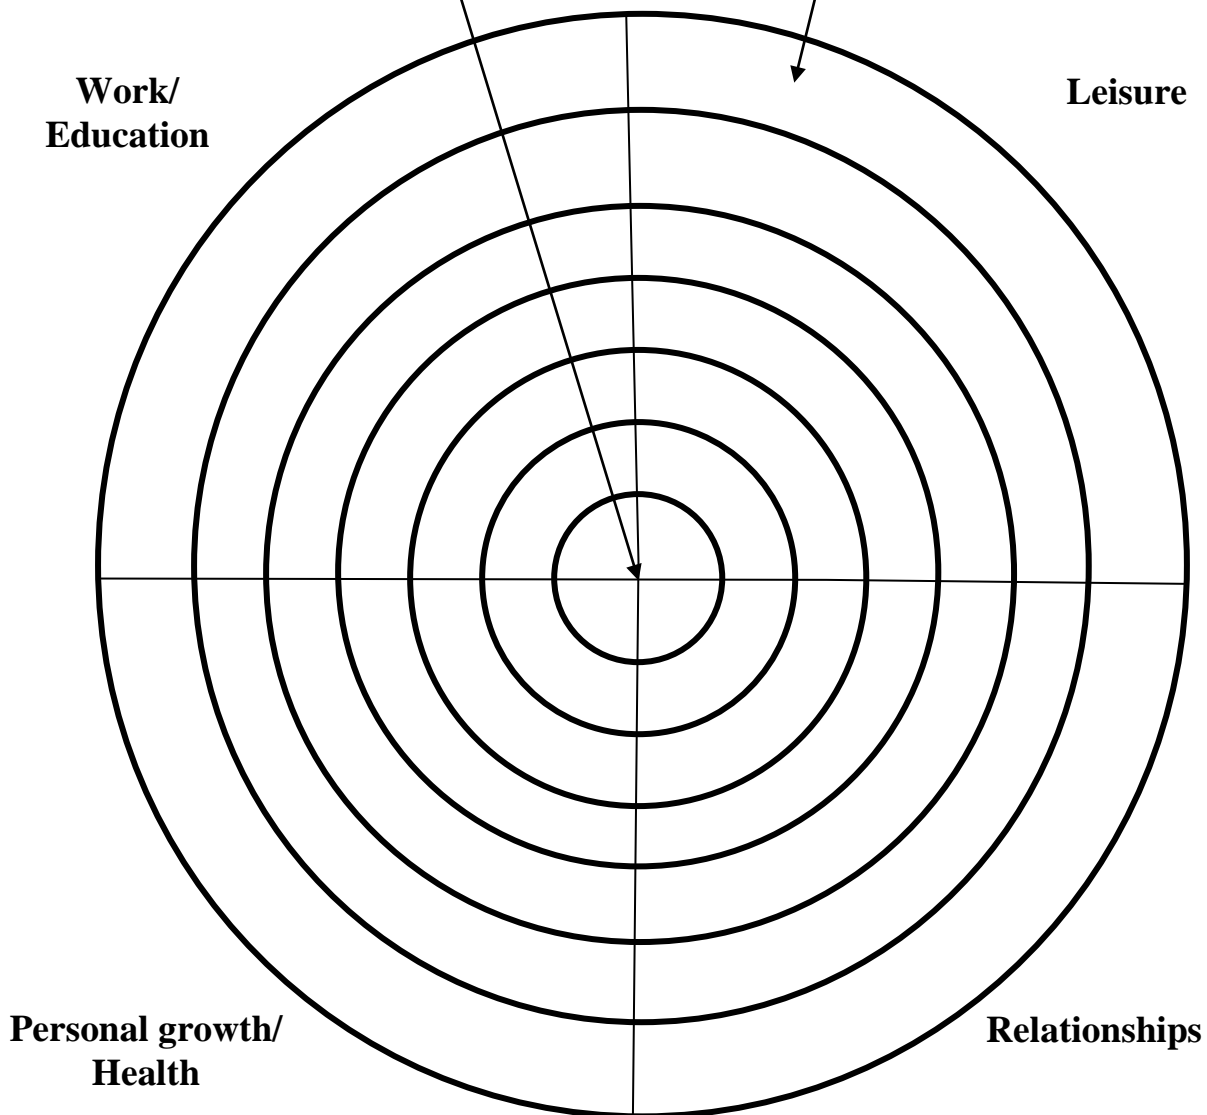 Work/
Education
Leisure
Personal growth/
Health
Relationships